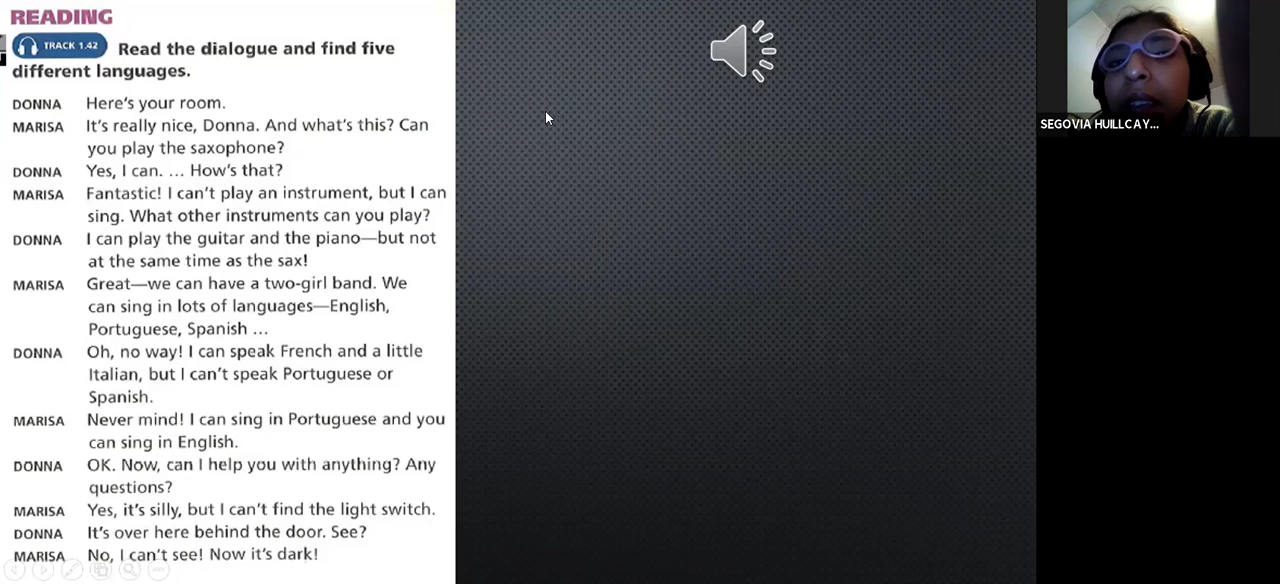 READING
TRACK 1.42 Read the dialogue and find five
different languages.
DONNA Here's your room.
MARISA It's really nice, Donna. And what's this? Can
you play the saxophone?
DONNA Yes, I can. ... How's that?
MARISA Fantastic! I can't play an instrument, but I can
sing. What other instruments can you play?
DONNA I can play the guitar and the piano—but not
at the same time as the sax!
MARISA Great—we can have a two-girl band. We
can sing in lots of languages—English,
Portuguese, Spanish ...
DONNA Oh, no way! I can speak French and a little
Italian, but I can't speak Portuguese or
Spanish.
MARISA Never mind! I can sing in Portuguese and you
can sing in English.
DONNA OK. Now, can I help you with anything? Any
questions?
MARISA Yes, it's silly, but I can't find the light switch.
DONNA It's over here behind the door. See?
MARISA No, I can't see! Now it's dark!
SEGOVIA HUILLCAY...